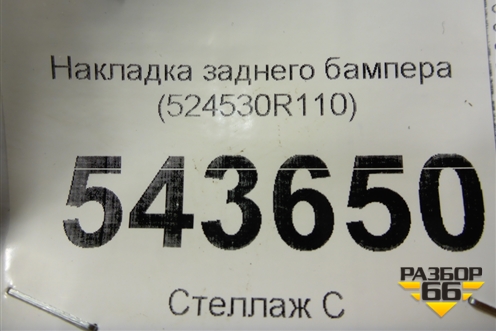 Накладка заднего бампера
(524530R110)
543650
Стеллаж С
РАЗБОР
66